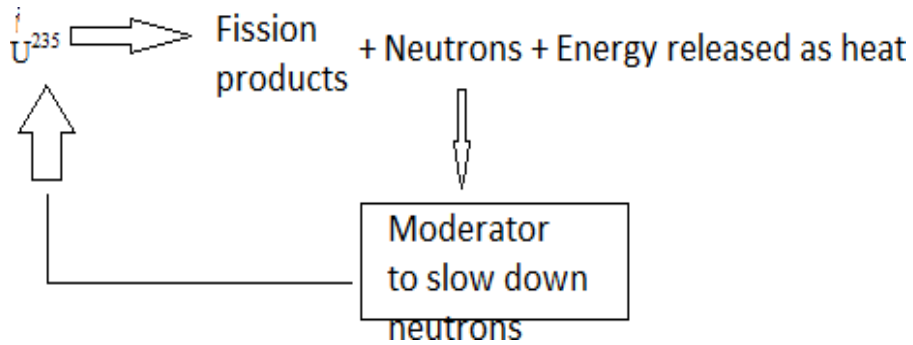 U²³⁵
Fission
products
+ Neutrons + Energy released as heat
Moderator
to slow down
neutrons